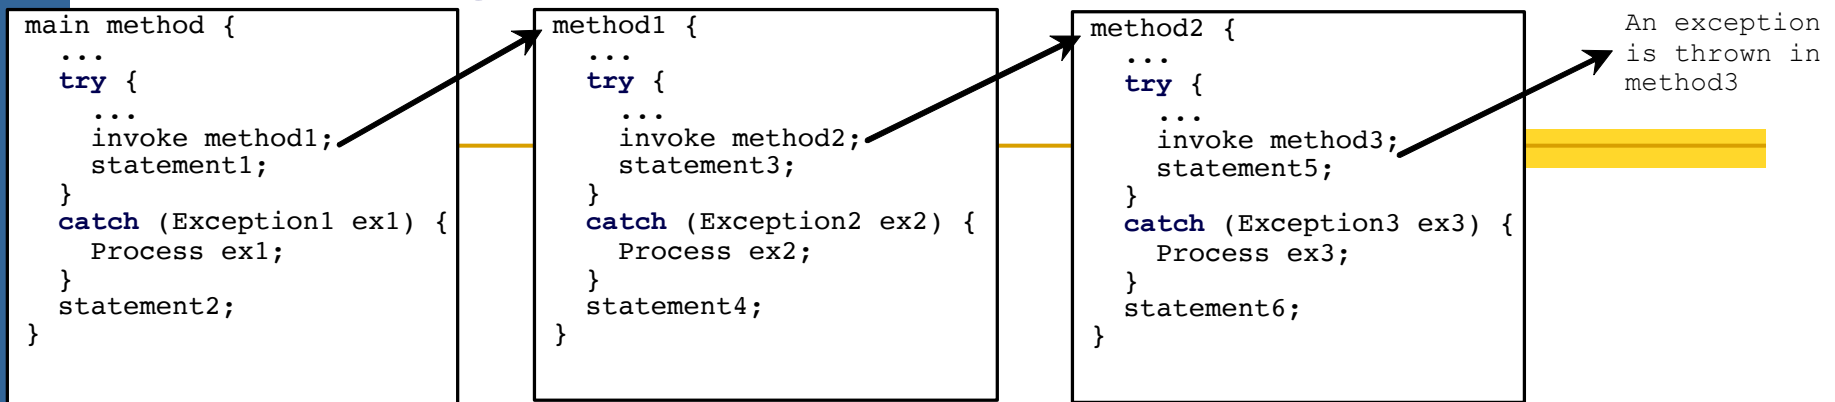 main method {
...
try {
...
invoke method1;
statement1;
}
catch (Exception1 ex1) {
Process ex1;
}
statement2;
}
method1 {
...
try {
...
invoke method2;
statement3;
}
catch (Exception2 ex2) {
Process ex2;
}
statement4;
}
method2 {
...
try {
...
invoke method3;
statement5;
}
catch (Exception3 ex3) {
Process ex3;
}
statement6;
}
An exception
is thrown in
method3